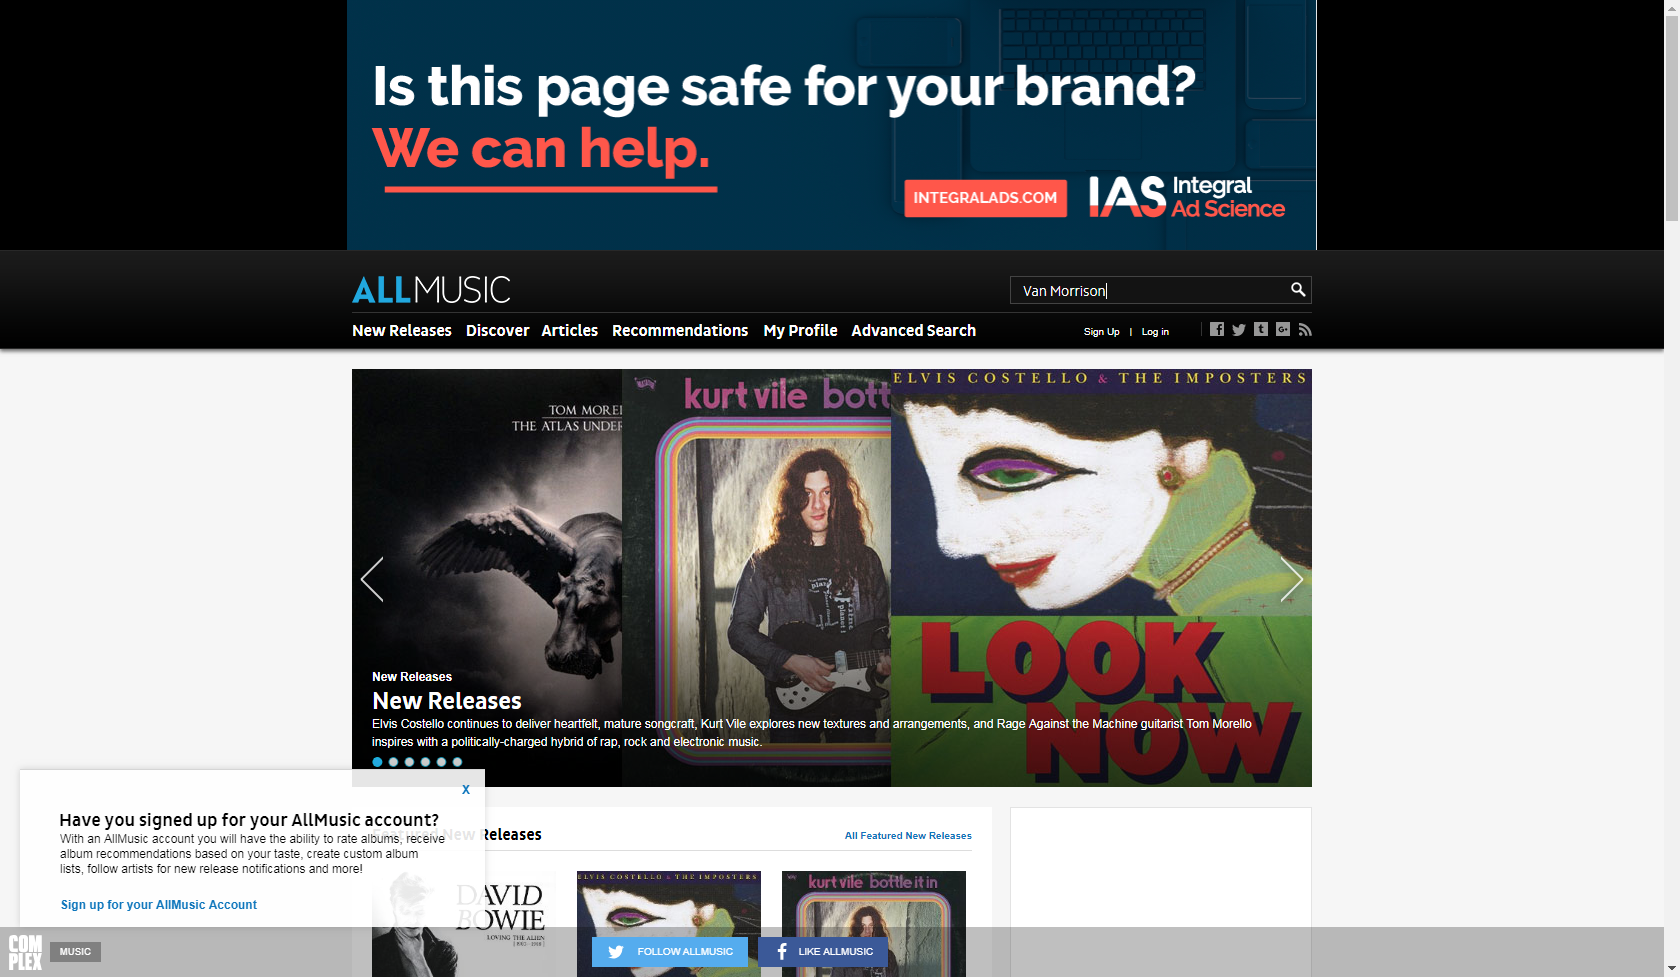 Is this page safe for your brand?
We can help.
INTEGRALADS.COM
IAS Integral
Ad Science
ALLMUSIC
Van Morrison
New Releases Discover Articles Recommendations My Profile Advanced Search
Sign Up | Log in
TOM MOREL
THE ATLAS UNDER
kurt vile bott
ELVIS COSTELLO & THE IMPOSTERS
LOOK
NOW
New Releases
New Releases
Elvis Costello continues to deliver heartfelt, mature songcraft, Kurt Vile explores new textures and arrangements, and Rage Against the Machine guitarist Tom Morello
inspires with a politically-charged hybrid of rap, rock and electronic music.
X
Have you signed up for your AllMusic account?
With an AllMusic account you will have the ability to rate albums, receive
album recommendations based on your taste, create custom album
lists, follow artists for new release notifications and more!
Sign up for your AllMusic Account
Featured New Releases
All Featured New Releases
DAVID
BOWIE
LOVING THE ALIEN
ELVIS COSTELLO & THE IMPOSTERS
kurt vile bottle it in
COM
PLEX
MUSIC
FOLLOW ALLMUSIC
LIKE ALLMUSIC